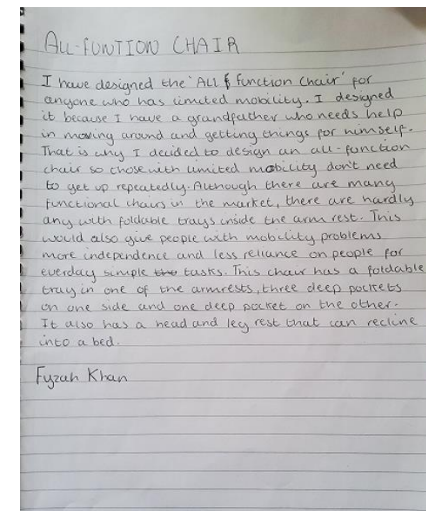 ALL-FUNTION CHAIR
I have designed the 'ALL function Chair' for
anyone who has limited mobility. I designed
it because I have a grandfather who needs help
in moving around and getting things for himself.
That is why I decided to design an all-function
chair so those with limited mobility don't need
to get up repeatedly. Although there are many
functional chairs in the market, there are hardly
any with foldable trays inside the arm rest. This
would also give people with mobility problems
more independence and less reliance on people for
everday simple tasks. This chair has a foldable
tray in one of the armrests, three deep pockets
on one side and one deep pocket on the other.
It also has a head and leg rest that can recline
into a bed.
Fyzah Khan